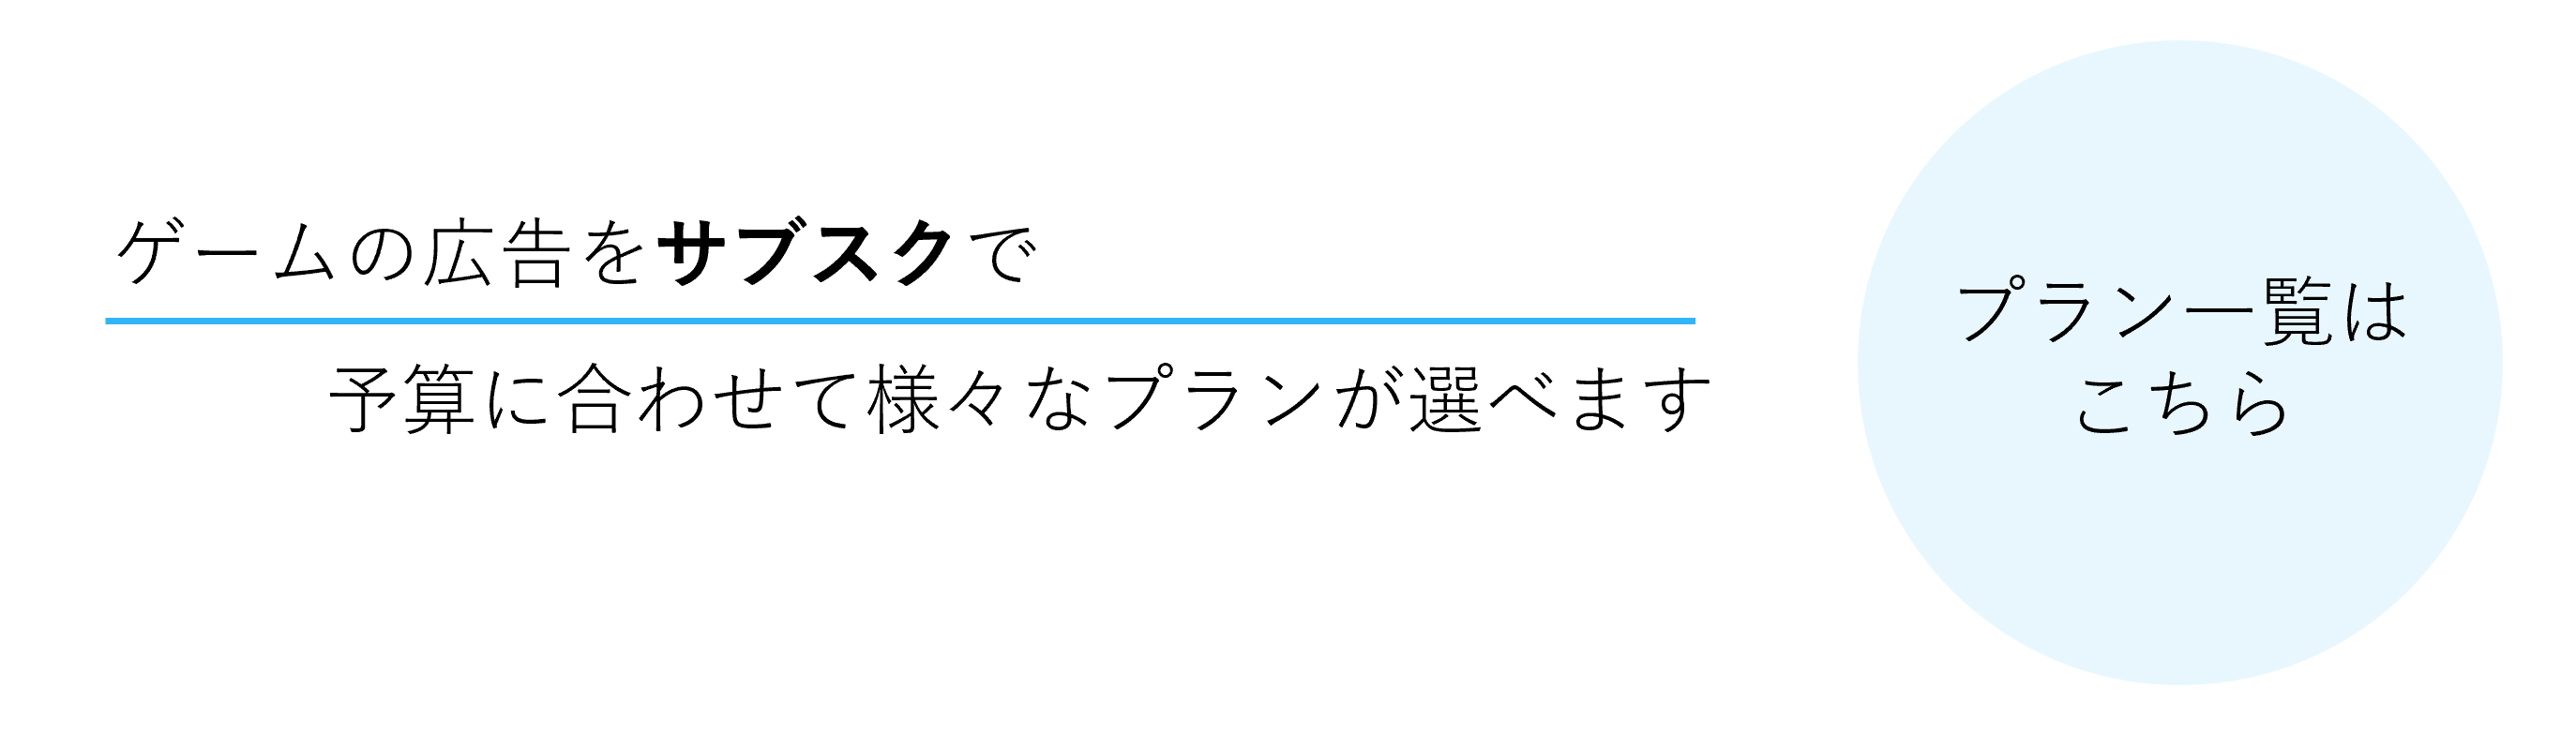 ゲームの広告をサブスクで
予算に合わせて様々なプランが選べます
プラン一覧は
こちら